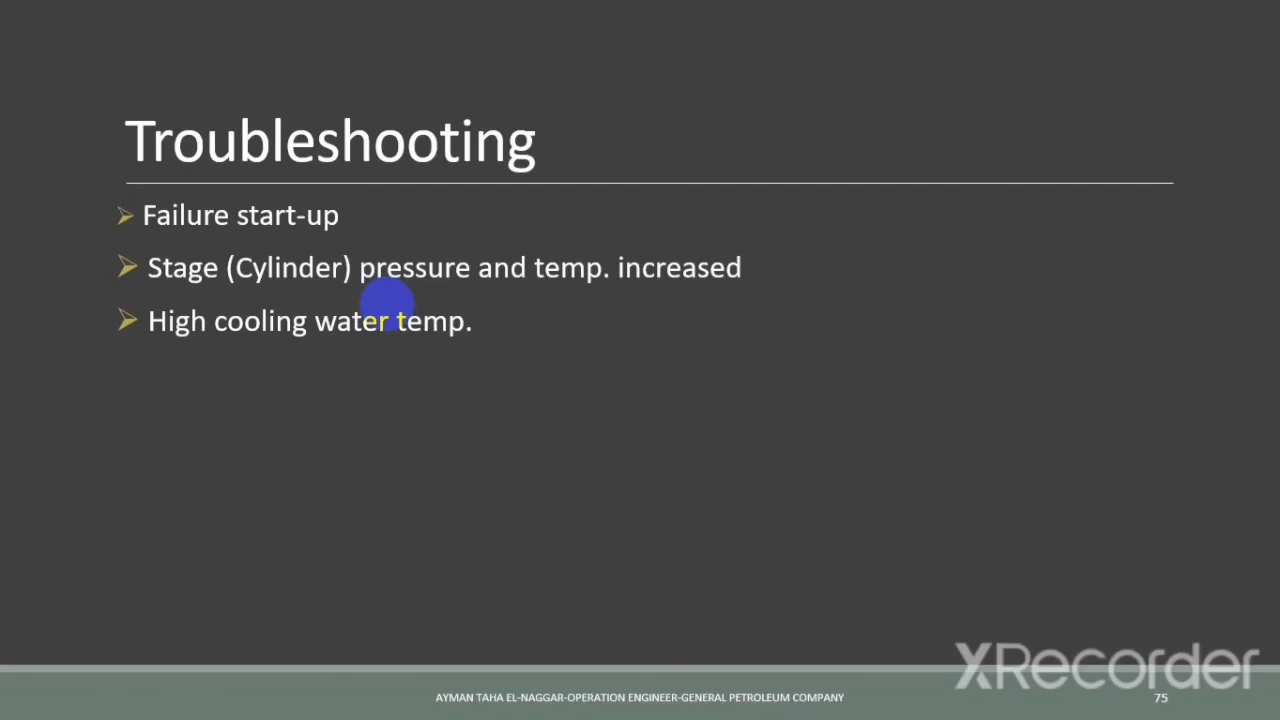 Troubleshooting
Failure start-up
Stage (Cylinder) pressure and temp. increased
High cooling water temp.
XRecorder
AYMAN TAHA EL-NAGGAR-OPERATION ENGINEER-GENERAL PETROLEUM COMPANY
75